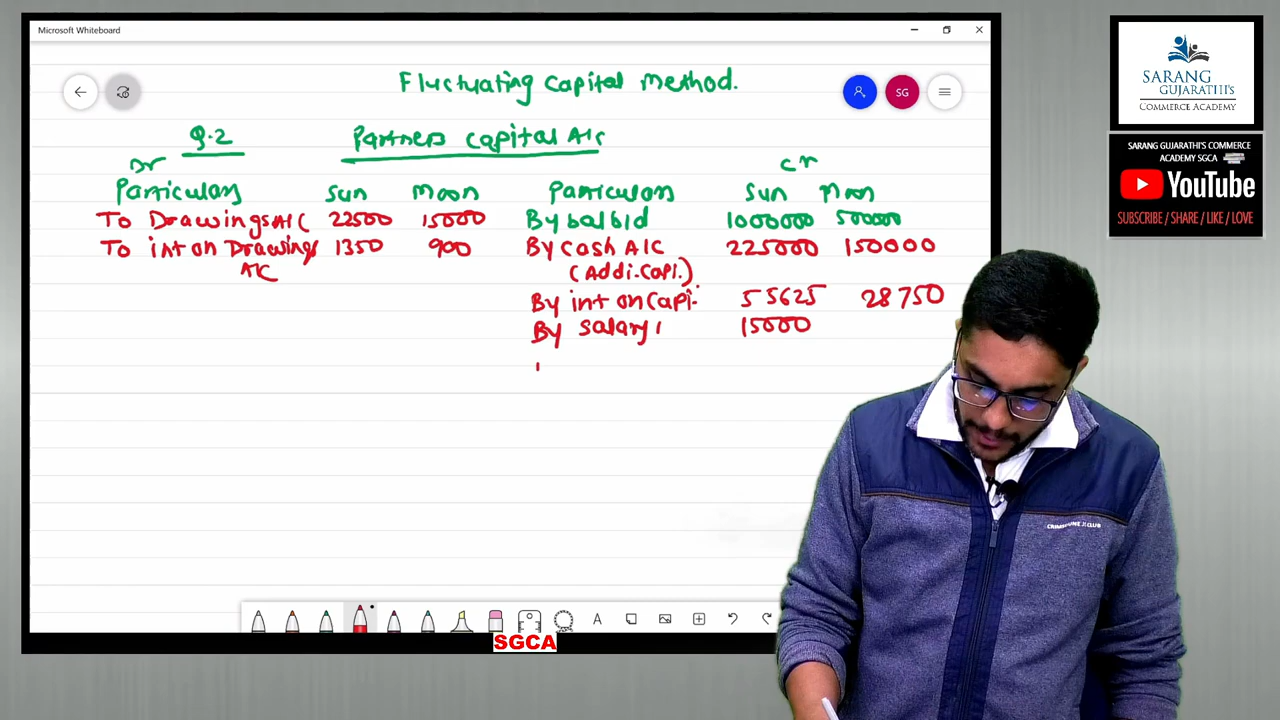 Microsoft Whiteboard
Fluctuating Capital Method.
SG
Q.2 Partners Capital A/c
Dr Cr
Particulars Sun Moon Particulars Sun Moon
To Drawings A/C 22500 15000 By bal b/d 1000000 500000
To int on Drawings A/C 1350 900 By Cash A/C 225000 150000
(Addi. Capi.)
By int on Capi. 55625 28750
By Salary 15000
SGCA
SARANG
GUJARATHI'S
COMMERCE ACADEMY
SARANG GUJARATHI'S COMMERCE
ACADEMY SGCA
YouTube
SUBSCRIBE / SHARE / LIKE / LOVE